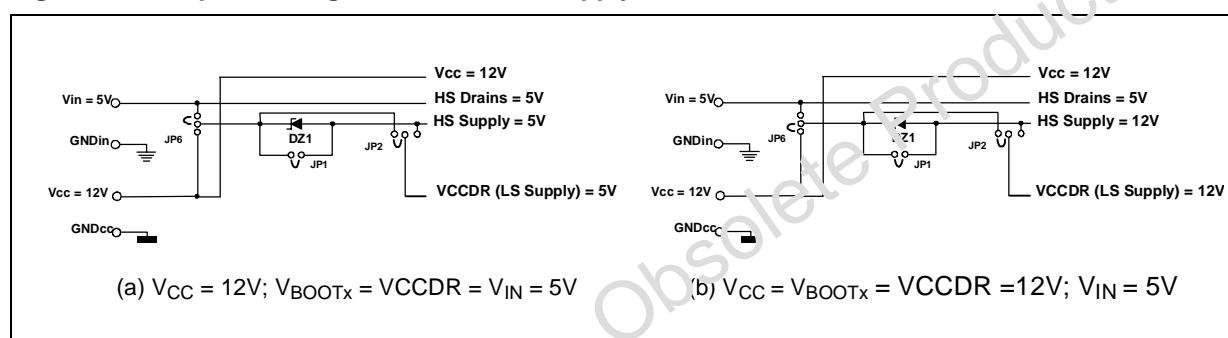 Vcc = 12V
Vin = 5V
HS Drains = 5V
HS Supply = 5V
DZ1
JP6
JP2
GNDin
JP1
Vcc = 12V
VCCDR (LS Supply) = 5V
GNDcc
(a) VCC = 12V; VBOOTx = VCCDR = VIN = 5V
Vcc = 12V
Vin = 5V
HS Drains = 5V
HS Supply = 12V
DZ1
JP6
JP2
GNDin
JP1
Vcc = 12V
VCCDR (LS Supply) = 12V
GNDcc
(b) VCC = VBOOTx = VCCDR =12V; VIN = 5V
Obsolete Product